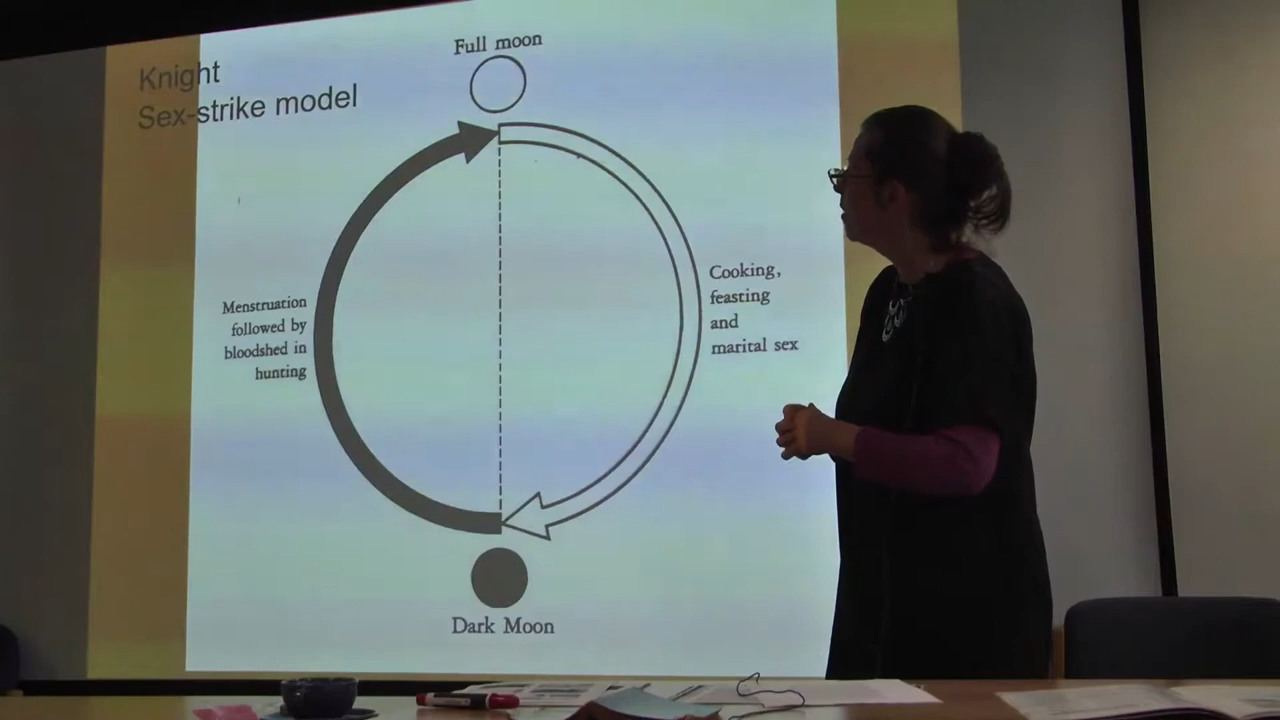 Knight
Sex-strike model
Full moon
Menstruation
followed by
bloodshed in
hunting
Cooking,
feasting
and
marital sex
Dark Moon